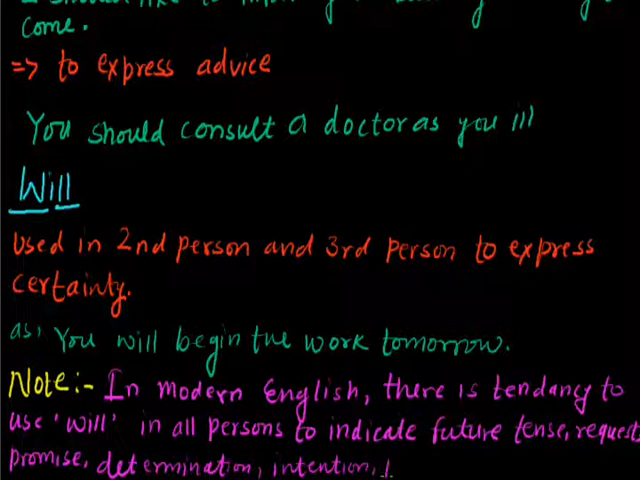 come.
=> to express advice
You should consult a doctor as you ill
Will
Used in 2nd person and 3rd person to express
certainty.
as, You will begin the work tomorrow.
Note:- In modern English, there is tendancy to
use 'will' in all persons to indicate future tense, request
promise, determination, intention,